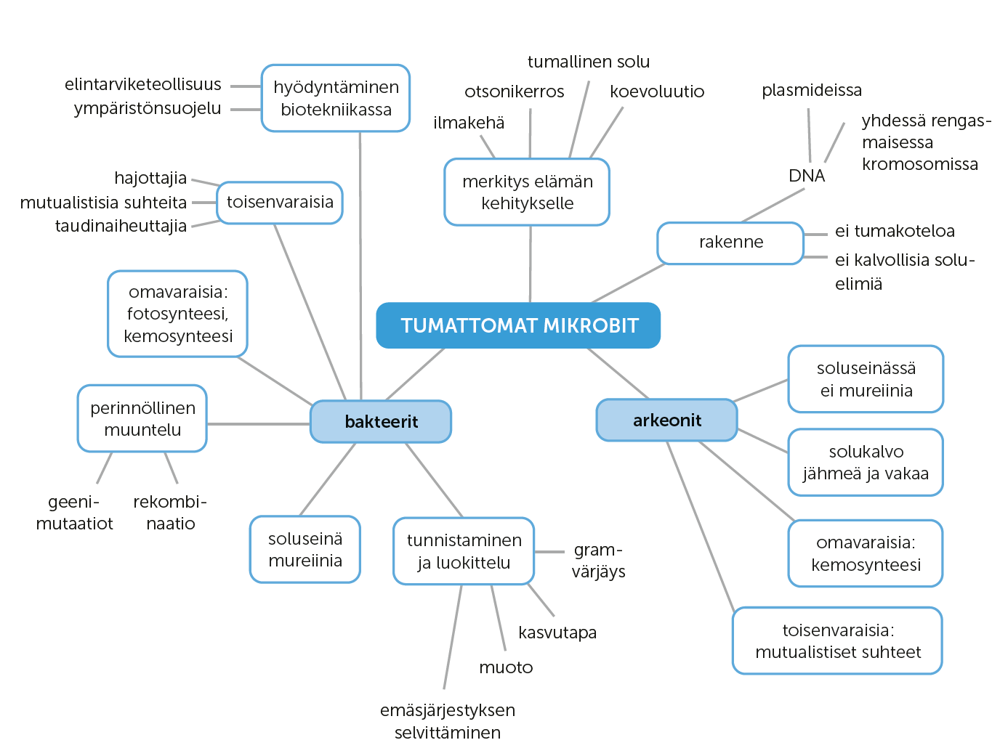 tumallinen solu
elintarviketeollisuus
ympäristönsuojelu
hyödyntäminen
biotekniikassa
otsonikerros
koevoluutio
ilmakehä
plasmideissa
yhdessä rengas-
maisessa
kromosomissa
DNA
hajottajia
mutualistisia suhteita
taudinaiheuttajia
toisenvaraisia
merkitys elämän
kehitykselle
rakenne
ei tumakoteloa
ei kalvollisia solu-
elimiä
omavaraisia:
fotosynteesi,
kemosynteesi
TUMATTOMAT MIKROBIT
perinnöllinen
muuntelu
bakteerit
arkeonit
soluseinässä
ei mureiinia
solukalvo
jähmeä ja vakaa
geeni-
mutaatiot
rekombi-
naatio
soluseinä
mureiinia
tunnistaminen
ja luokittelu
gram-
värjäys
omavaraisia:
kemosynteesi
kasvutapa
muoto
emäsjärjestyksen
selvittäminen
toisenvaraisia:
mutualistiset suhteet